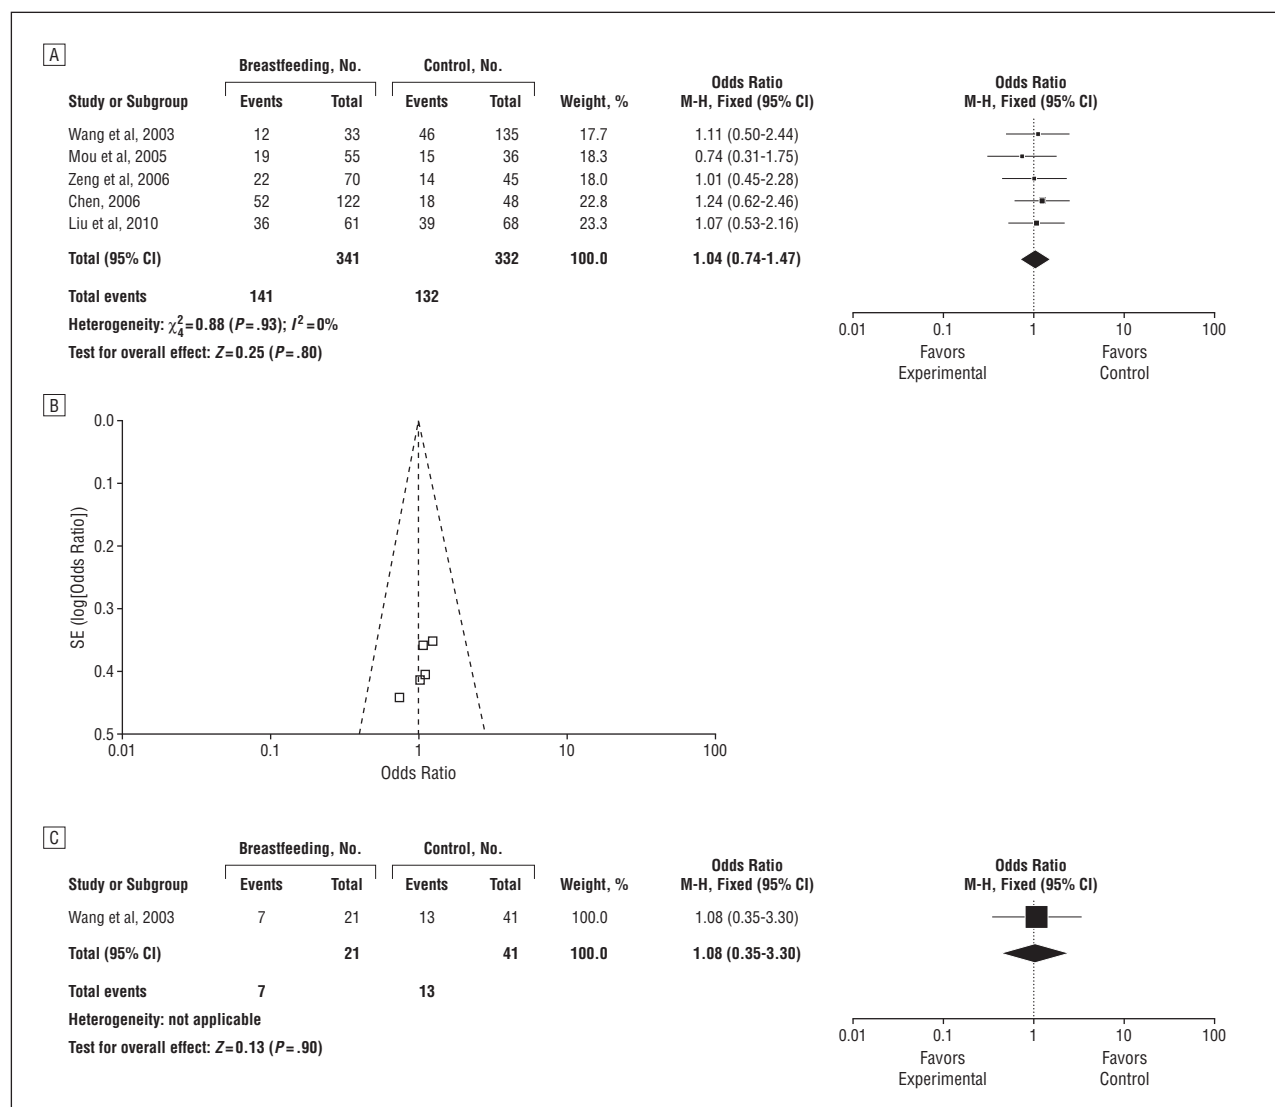 A
Breastfeeding, No. Control, No.
Odds Ratio Odds Ratio
Study or Subgroup Events Total Events Total Weight, % M-H, Fixed (95% CI) M-H, Fixed (95% CI)
Wang et al, 2003 12 33 46 135 17.7 1.11 (0.50-2.44)
Mou et al, 2005 19 55 15 36 18.3 0.74 (0.31-1.75)
Zeng et al, 2006 22 70 14 45 18.0 1.01 (0.45-2.28)
Chen, 2006 52 122 18 48 22.8 1.24 (0.62-2.46)
Liu et al, 2010 36 61 39 68 23.3 1.07 (0.53-2.16)
Total (95% CI) 341 332 100.0 1.04 (0.74-1.47)
Total events 141 132
Heterogeneity: χ²₄=0.88 (P=.93); I²=0%
Test for overall effect: Z=0.25 (P=.80)
0.01 0.1 1 10 100
Favors Experimental Favors Control
B
SE (log[Odds Ratio])
0.0
0.1
0.2
0.3
0.4
0.5
0.01 0.1 1 10 100
Odds Ratio
C
Breastfeeding, No. Control, No.
Odds Ratio Odds Ratio
Study or Subgroup Events Total Events Total Weight, % M-H, Fixed (95% CI) M-H, Fixed (95% CI)
Wang et al, 2003 7 21 13 41 100.0 1.08 (0.35-3.30)
Total (95% CI) 21 41 100.0 1.08 (0.35-3.30)
Total events 7 13
Heterogeneity: not applicable
Test for overall effect: Z=0.13 (P=.90)
0.01 0.1 1 10 100
Favors Experimental Favors Control